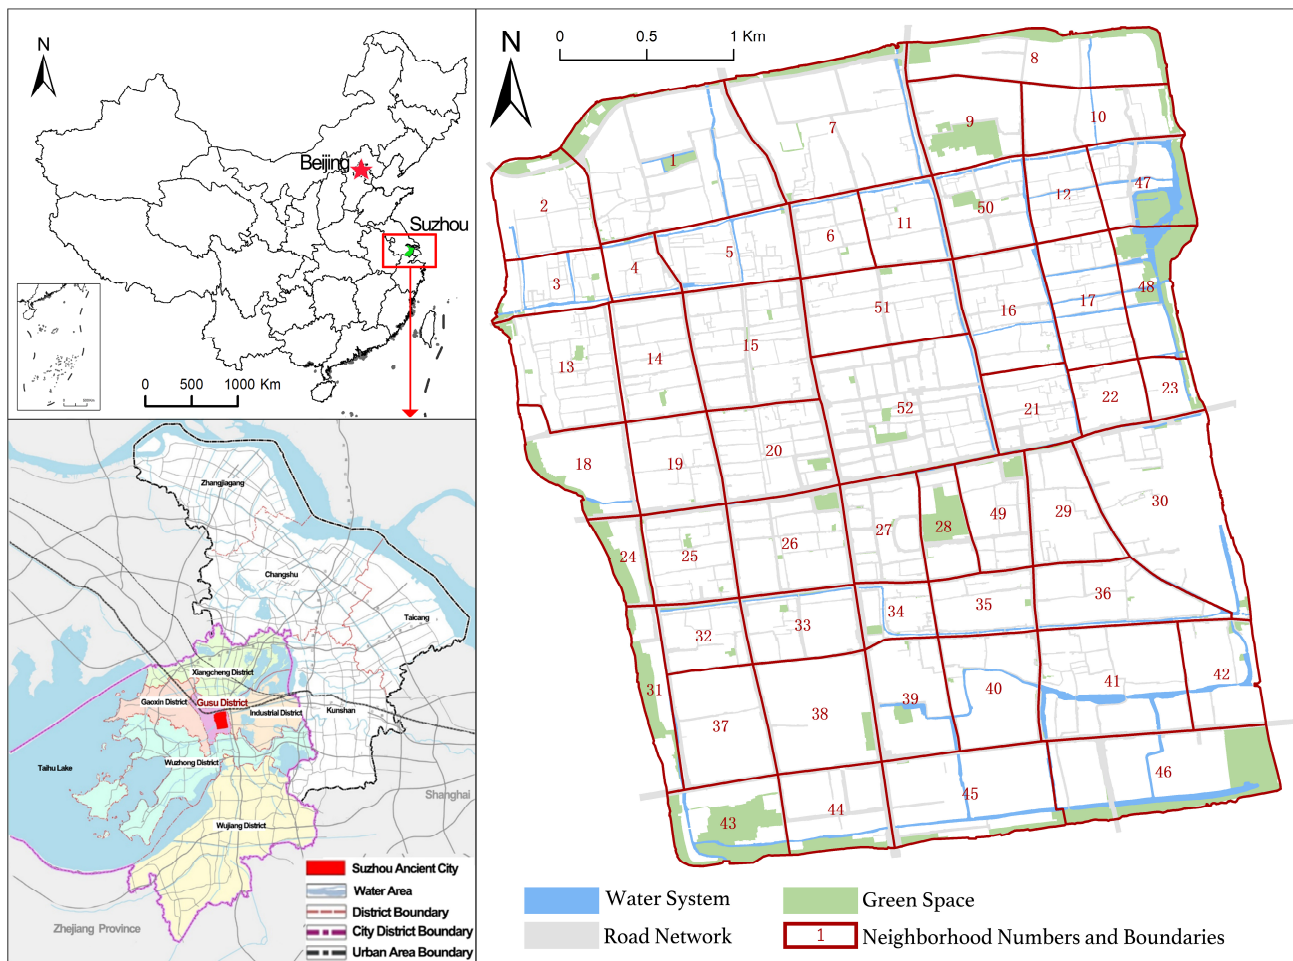 N
Beijing
Suzhou
0 500 1000 Km
Zhangjiagang
Changshu
Taicang
Xiangcheng District
Gaoxin District
Gusu District
Industrial District
Kunshan
Taihu Lake
Wuzhong District
Shanghai
Wujiang District
Zhejiang Province
Suzhou Ancient City
Water Area
District Boundary
City District Boundary
Urban Area Boundary
N
0 0.5 1 Km
8
7
9
10
1
2
12
47
50
6
11
5
4
3
51
16
17
48
13
14
15
52
21
22
23
18
19
20
30
24
25
26
27
28
49
29
32
33
34
35
36
31
37
38
39
40
41
42
43
44
45
46
Water System
Green Space
Road Network
1 Neighborhood Numbers and Boundaries